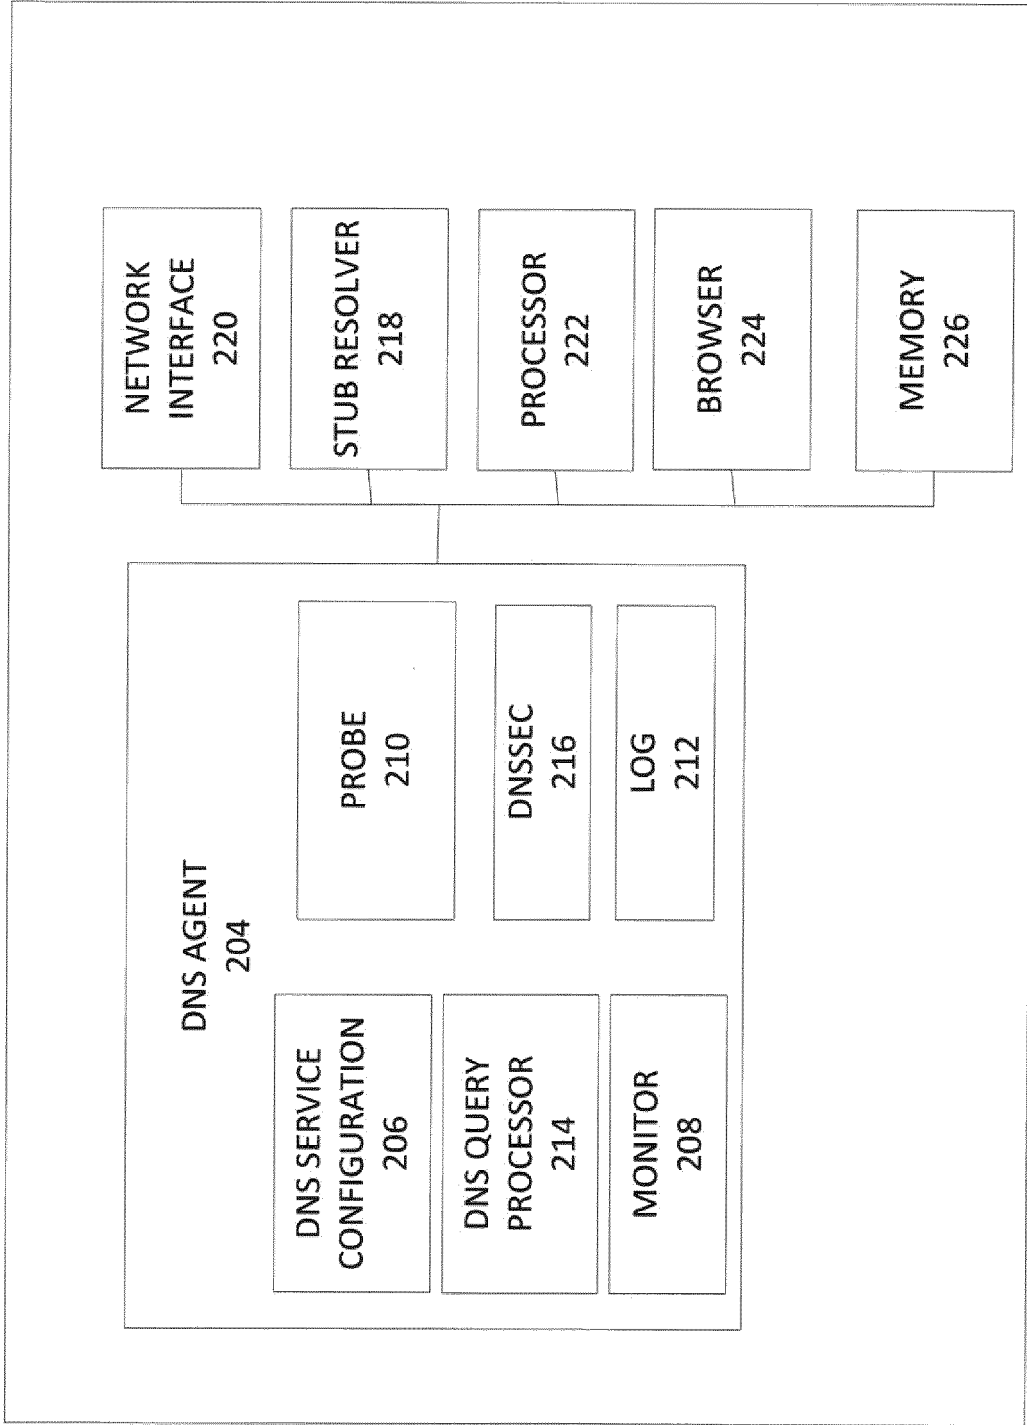 DNS AGENT
204
DNS SERVICE
CONFIGURATION
206
PROBE
210
DNS QUERY
PROCESSOR
214
DNSSEC
216
MONITOR
208
LOG
212
NETWORK
INTERFACE
220
STUB RESOLVER
218
PROCESSOR
222
BROWSER
224
MEMORY
226